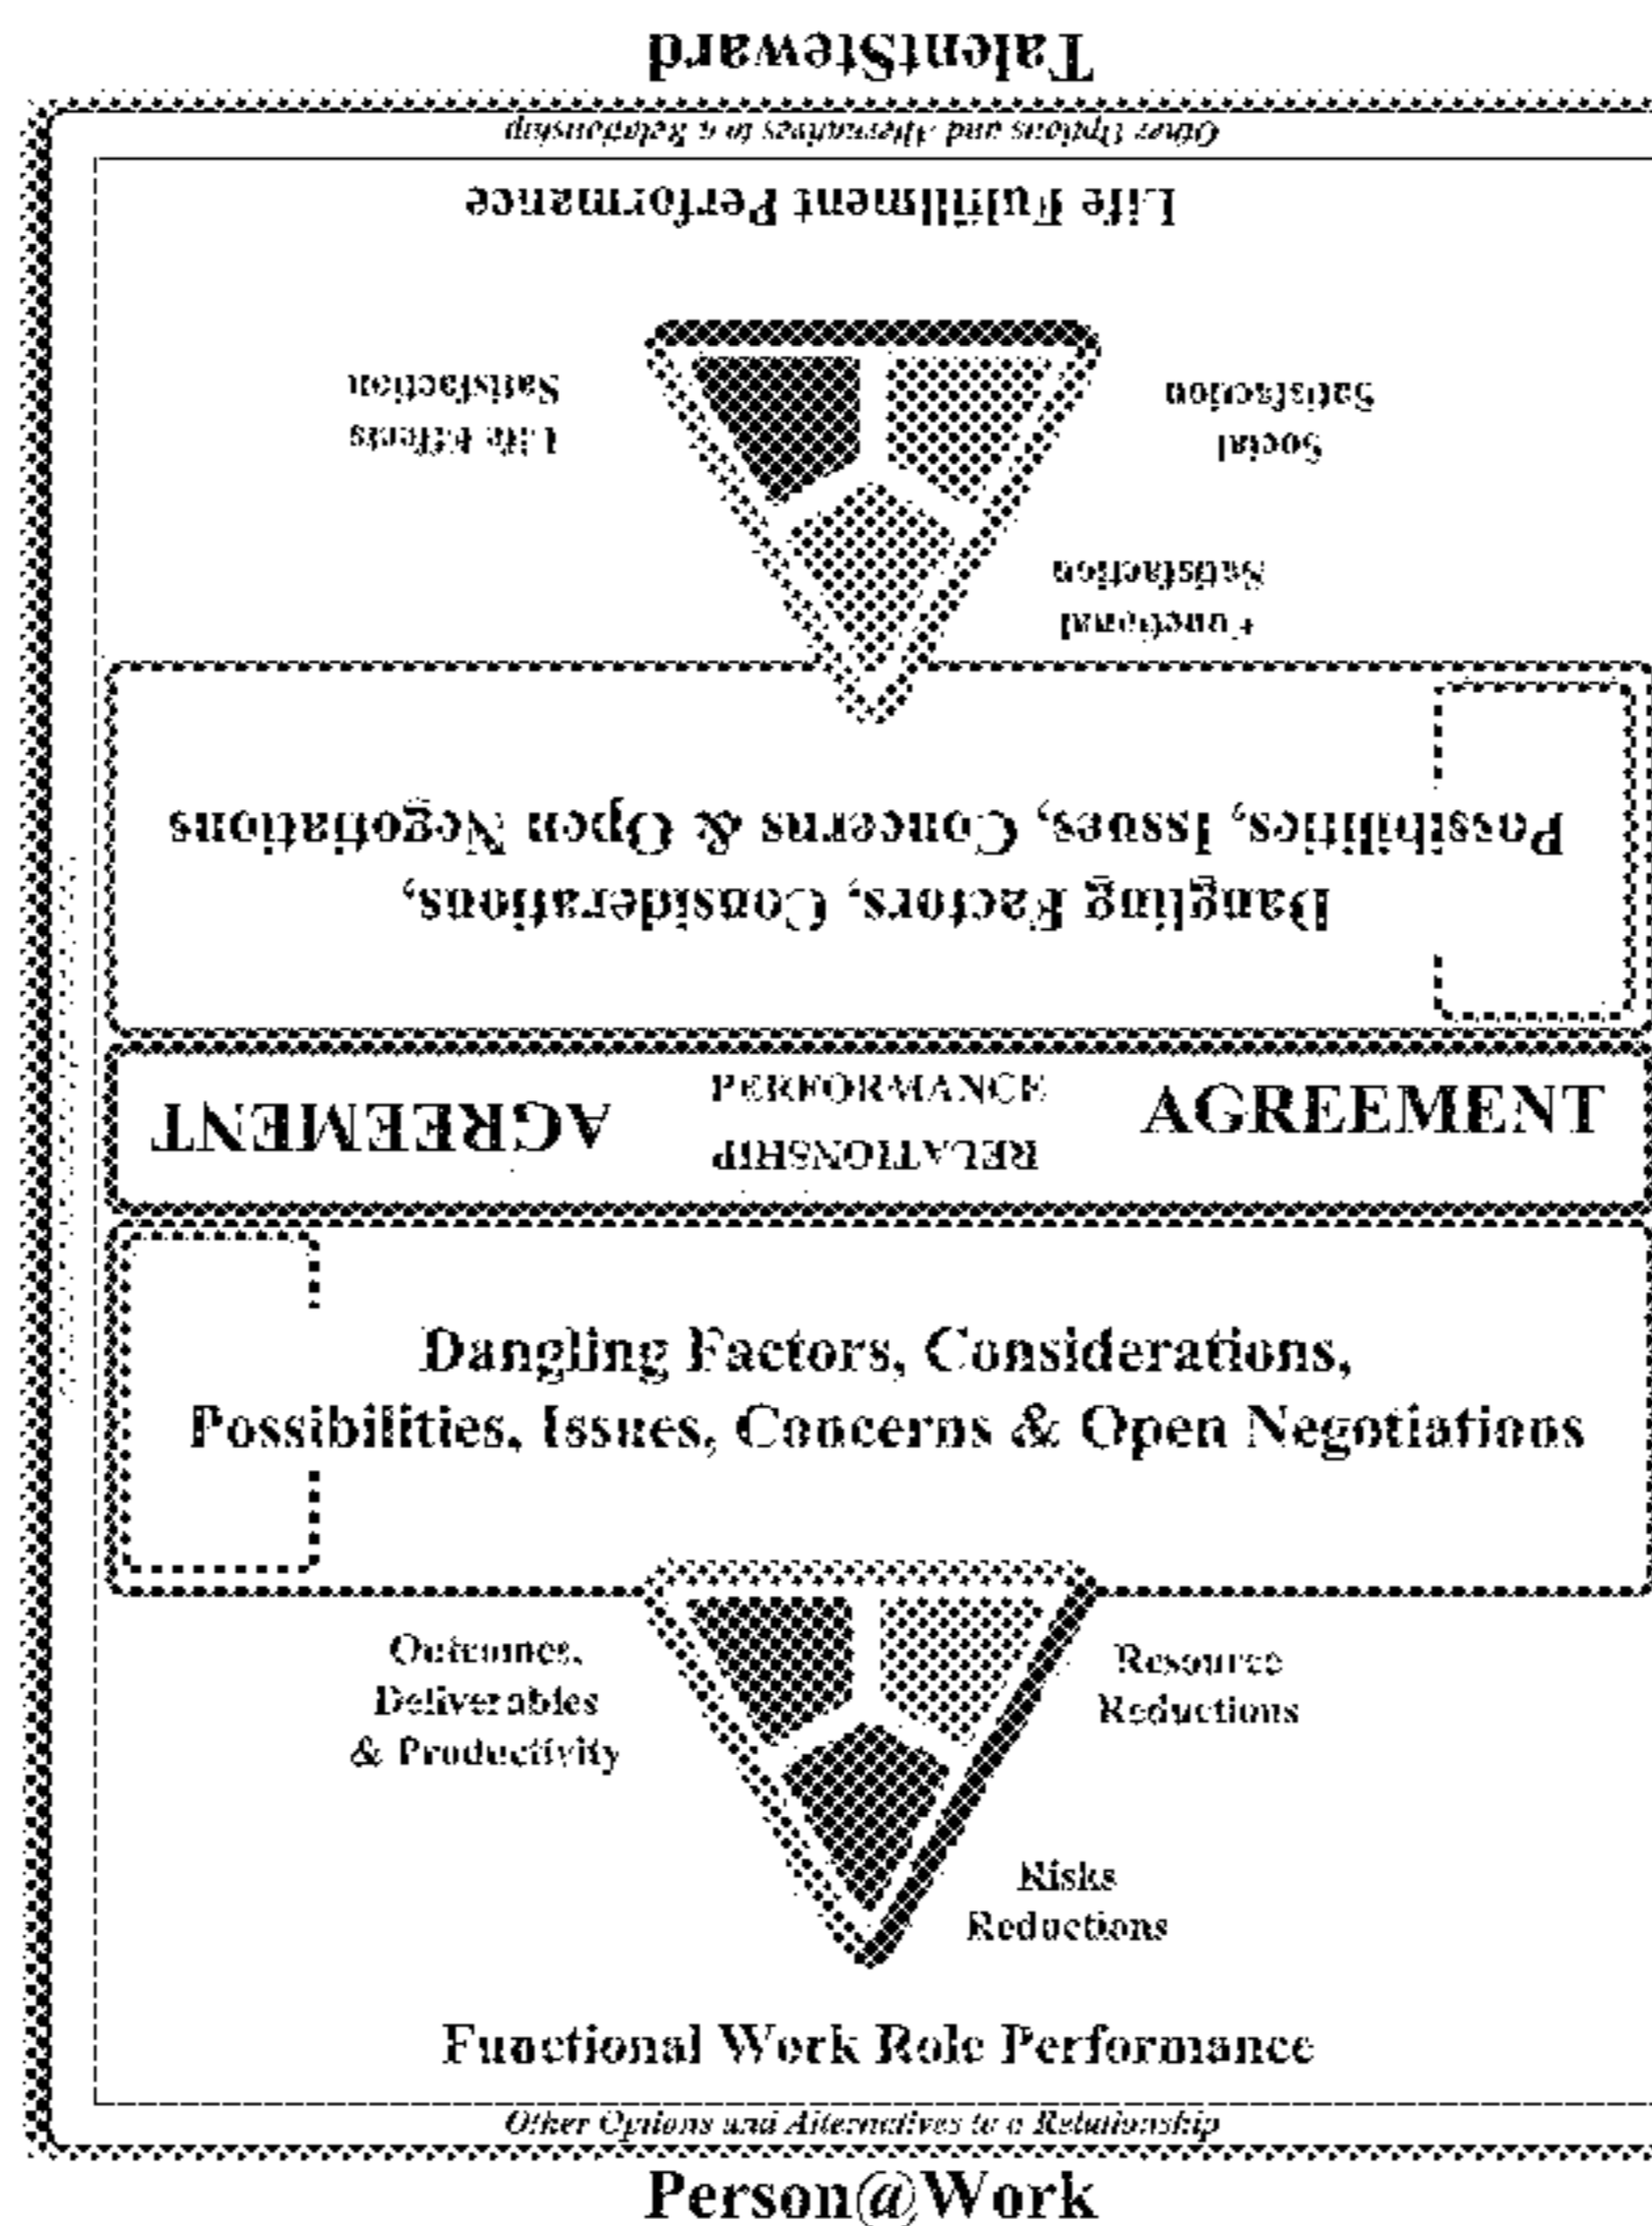 TalentSteward
Other Options and Alternatives to a Relationship
Life Fulfillment Performance
Life Effects
Satisfaction
Social
Satisfaction
Functional
Satisfaction
Dangling Factors, Considerations,
Possibilities, Issues, Concerns & Open Negotiations
AGREEMENT
PERFORMANCE
RELATIONSHIP
AGREEMENT
Dangling Factors, Considerations,
Possibilities, Issues, Concerns & Open Negotiations
Outcomes,
Deliverables
& Productivity
Resource
Reductions
Risks
Reductions
Functional Work Role Performance
Other Options and Alternatives to a Relationship
Person@Work